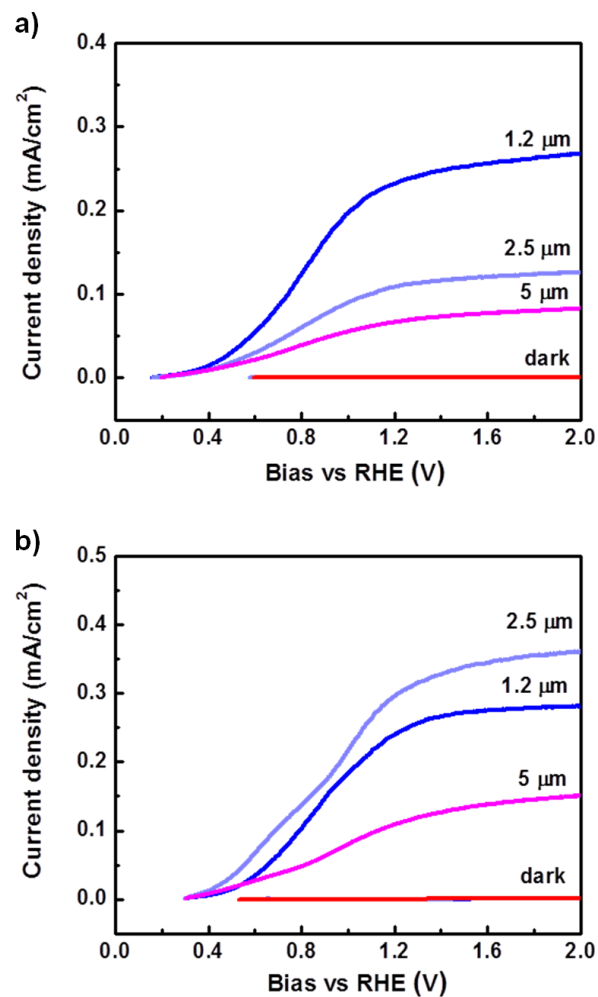 a)
0.4
0.3
0.2
0.1
0.0
Current density (mA/cm²)
1.2 μm
2.5 μm
5 μm
dark
0.0 0.4 0.8 1.2 1.6 2.0
Bias vs RHE (V)
b)
0.5
0.4
0.3
0.2
0.1
0.0
Current density (mA/cm²)
2.5 μm
1.2 μm
5 μm
dark
0.0 0.4 0.8 1.2 1.6 2.0
Bias vs RHE (V)